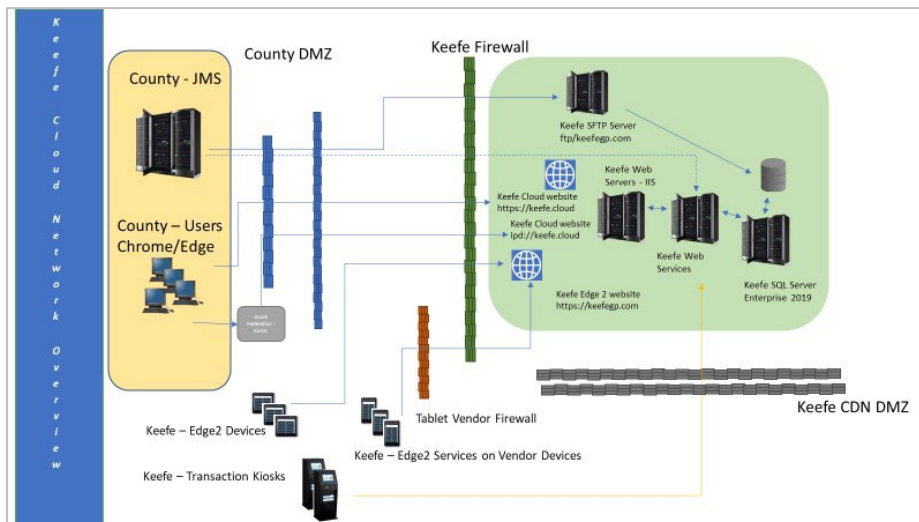 Keefe Cloud Network Overview
County DMZ
Keefe Firewall
County - JMS
Keefe SFTP Server
ftp/keefegp.com
Keefe Web
Servers - IIS
Keefe Cloud website
https://keefe.cloud
County – Users
Chrome/Edge
Keefe Cloud website
ipd://keefe.cloud
Keefe Web
Services
Keefe SQL Server
Enterprise 2019
Keefe Edge 2 website
https://keefegp.com
Keefe CDN DMZ
Tablet Vendor Firewall
Keefe – Edge2 Devices
Keefe – Edge2 Services on Vendor Devices
Keefe – Transaction Kiosks